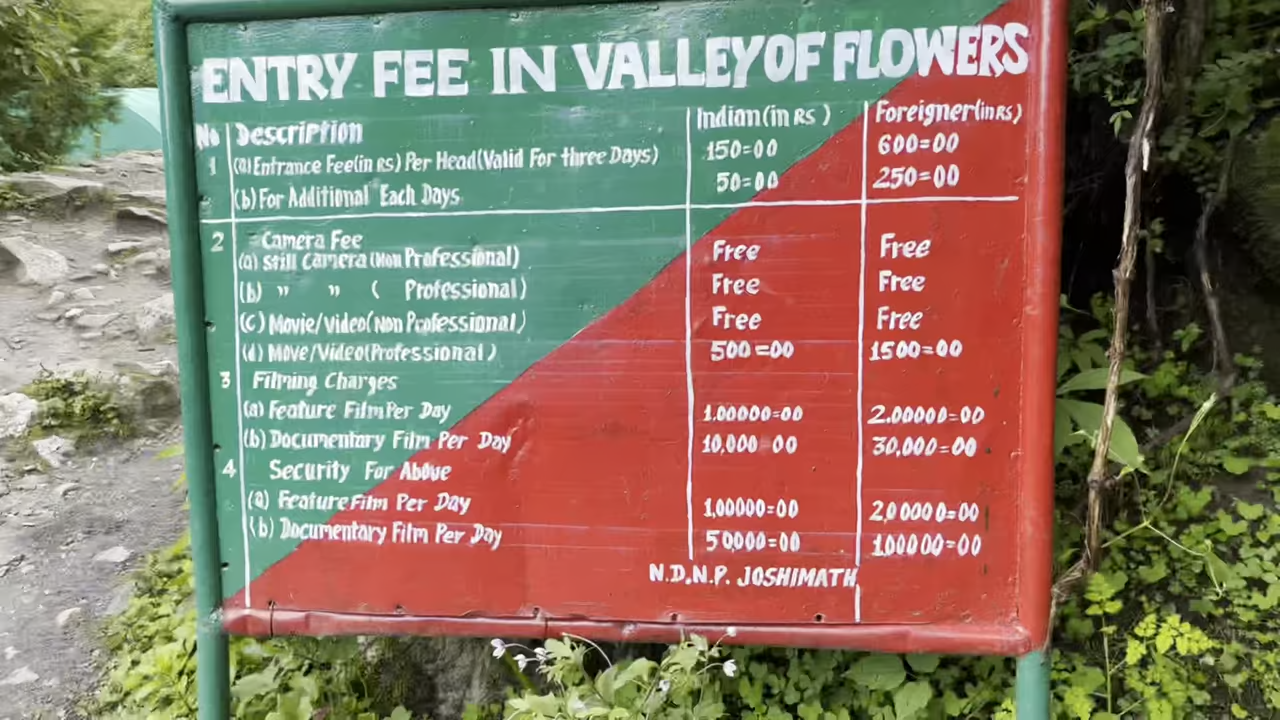 ENTRY FEE IN VALLEY OF FLOWERS
No Description Indian(in Rs) Foreigner(in Rs)
1 (a) Entrance Fee(in Rs) Per Head(Valid For three Days) 150=00 600=00
(b) For Additional Each Days 50=00 250=00
2 Camera Fee
(a) Still Camera (Non Professional) Free Free
(b) " " ( Professional) Free Free
(c) Movie/video(Non Professional) Free Free
(d) Move/Video(Professional) 500=00 1500=00
3 Filming Charges
(a) Feature Film Per Day 1.00000=00 2.00000=00
(b) Documentary Film Per Day 10,000=00 30,000=00
4 Security For Above
(a) Feature Film Per Day 1,00000=00 2,00000=00
(b) Documentary Film Per Day 50000=00 100000=00
N.D.N.P. JOSHIMATH